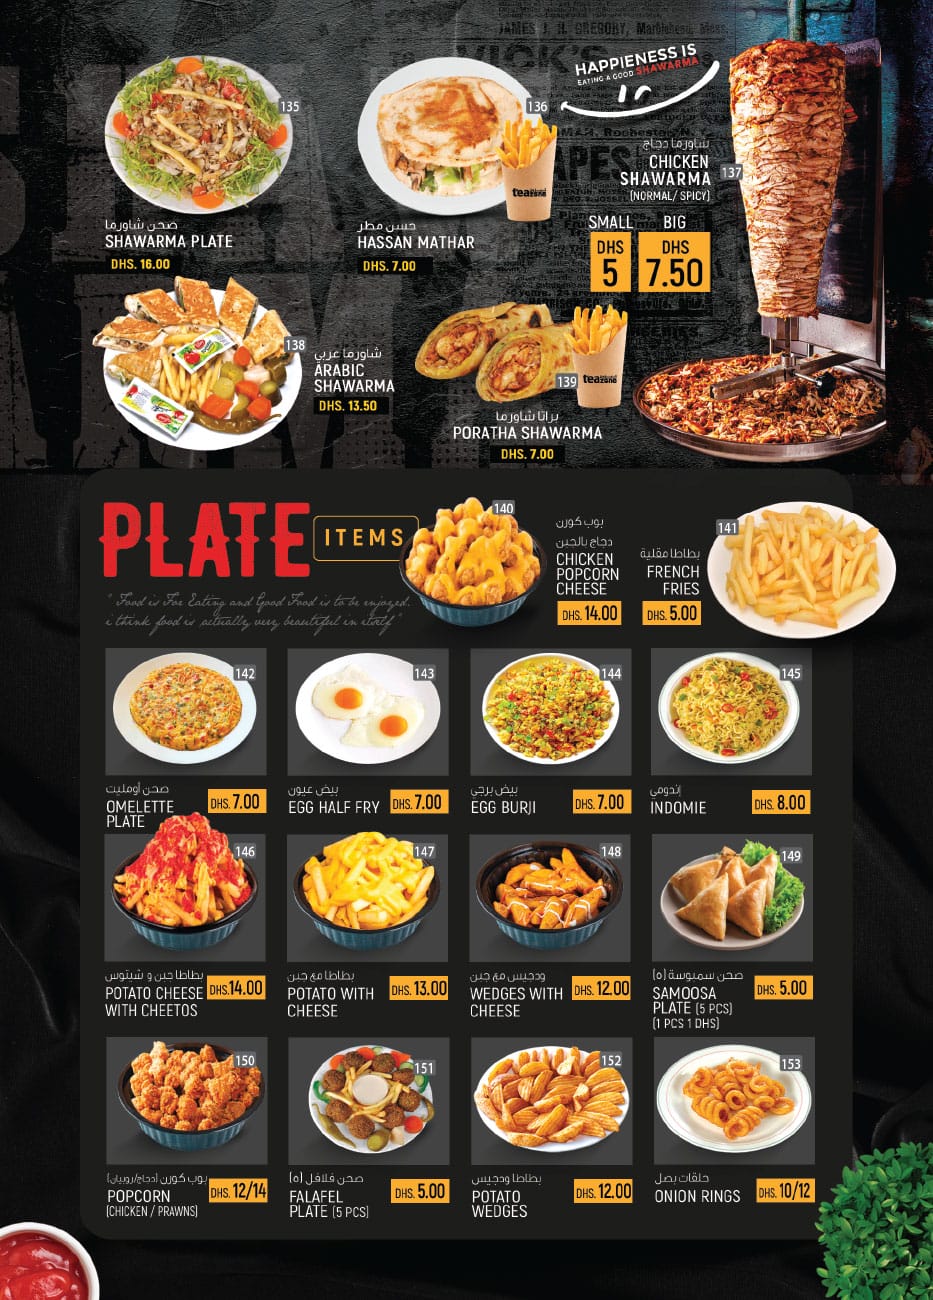 JAMES J. H. GREGORY, Marblehead, Mass.
VICK'S
HAPPIENESS IS
EATING A GOOD SHAWARMA
135
صحن شاورما
SHAWARMA PLATE
DHS. 16.00
136
tea zone
حسن مطر
HASSAN MATHAR
DHS. 7.00
شاورما دجاج
CHICKEN
SHAWARMA
(NORMAL/ SPICY)
137
SMALL
BIG
DHS
5
DHS
7.50
138
شاورما عربي
ARABIC
SHAWARMA
DHS. 13.50
139
tea zone
براتا شاورما
PORATHA SHAWARMA
DHS. 7.00
PLATE
ITEMS
" Food is For Eating and Good Food is to be enjoyed.
i think food is actually very beautiful in itself "
140
بوب كورن
دجاج بالجبن
CHICKEN
POPCORN
CHEESE
DHS. 14.00
141
بطاطا مقلية
FRENCH
FRIES
DHS. 5.00
142
صحن أومليت
OMELETTE
PLATE
DHS. 7.00
143
بيض عيون
EGG HALF FRY
DHS. 7.00
144
بيض برجي
EGG BURJI
DHS. 7.00
145
إندومي
INDOMIE
DHS. 8.00
146
بطاطا جبن و شيتوس
POTATO CHEESE
WITH CHEETOS
DHS. 14.00
147
بطاطا مع جبن
POTATO WITH
CHEESE
DHS. 13.00
148
ودجيس مع جبن
WEDGES WITH
CHEESE
DHS. 12.00
149
صحن سمبوسة (٥)
SAMOOSA
PLATE (5 PCS)
(1 PCS 1 DHS)
DHS. 5.00
150
بوب كورن (دجاج/روبيان)
POPCORN
(CHICKEN / PRAWNS)
DHS. 12/14
151
صحن فلافل (٥)
FALAFEL
PLATE (5 PCS)
DHS. 5.00
152
بطاطا ودجيس
POTATO
WEDGES
DHS. 12.00
153
حلقات بصل
ONION RINGS
DHS. 10/12